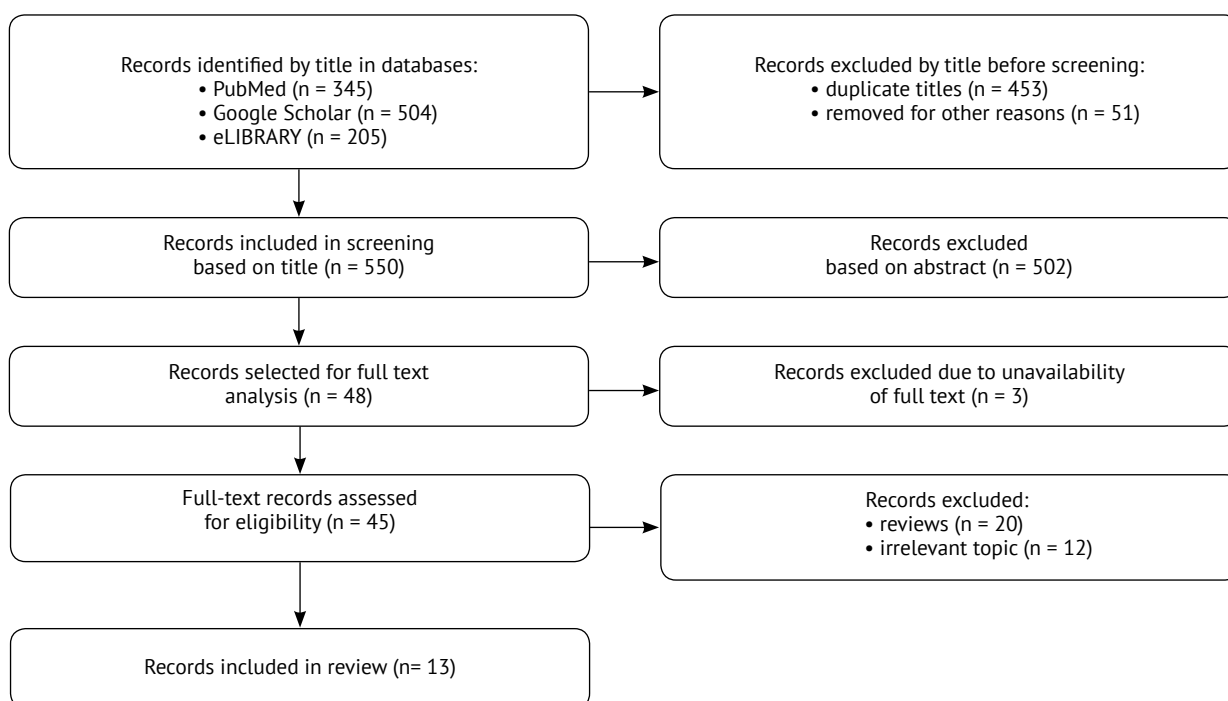 Records identified by title in databases:
• PubMed (n = 345)
• Google Scholar (n = 504)
• eLIBRARY (n = 205)
Records excluded by title before screening:
• duplicate titles (n = 453)
• removed for other reasons (n = 51)
Records included in screening
based on title (n = 550)
Records excluded
based on abstract (n = 502)
Records selected for full text
analysis (n = 48)
Records excluded due to unavailability
of full text (n = 3)
Full-text records assessed
for eligibility (n = 45)
Records excluded:
• reviews (n = 20)
• irrelevant topic (n = 12)
Records included in review (n= 13)